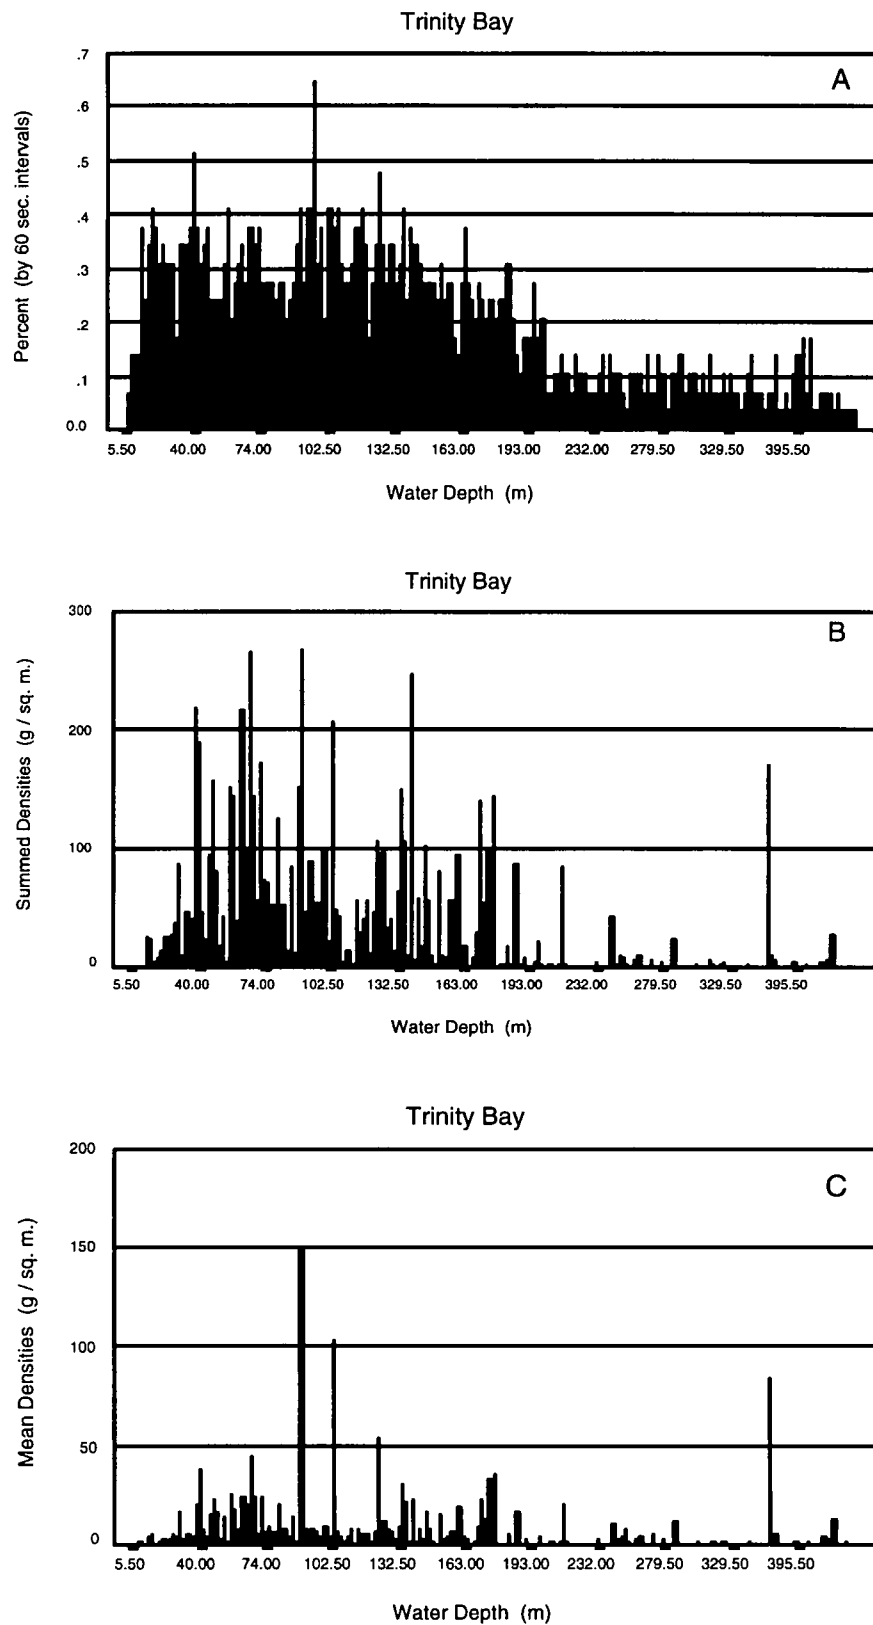 Trinity Bay
A
Percent (by 60 sec. intervals)
.7
.6
.5
.4
.3
.2
.1
0.0
5.50 40.00 74.00 102.50 132.50 163.00 193.00 232.00 279.50 329.50 395.50
Water Depth (m)
Trinity Bay
B
Summed Densities (g / sq. m.)
300
200
100
0
5.50 40.00 74.00 102.50 132.50 163.00 193.00 232.00 279.50 329.50 395.50
Water Depth (m)
Trinity Bay
C
Mean Densities (g / sq. m.)
200
150
100
50
0
5.50 40.00 74.00 102.50 132.50 163.00 193.00 232.00 279.50 329.50 395.50
Water Depth (m)